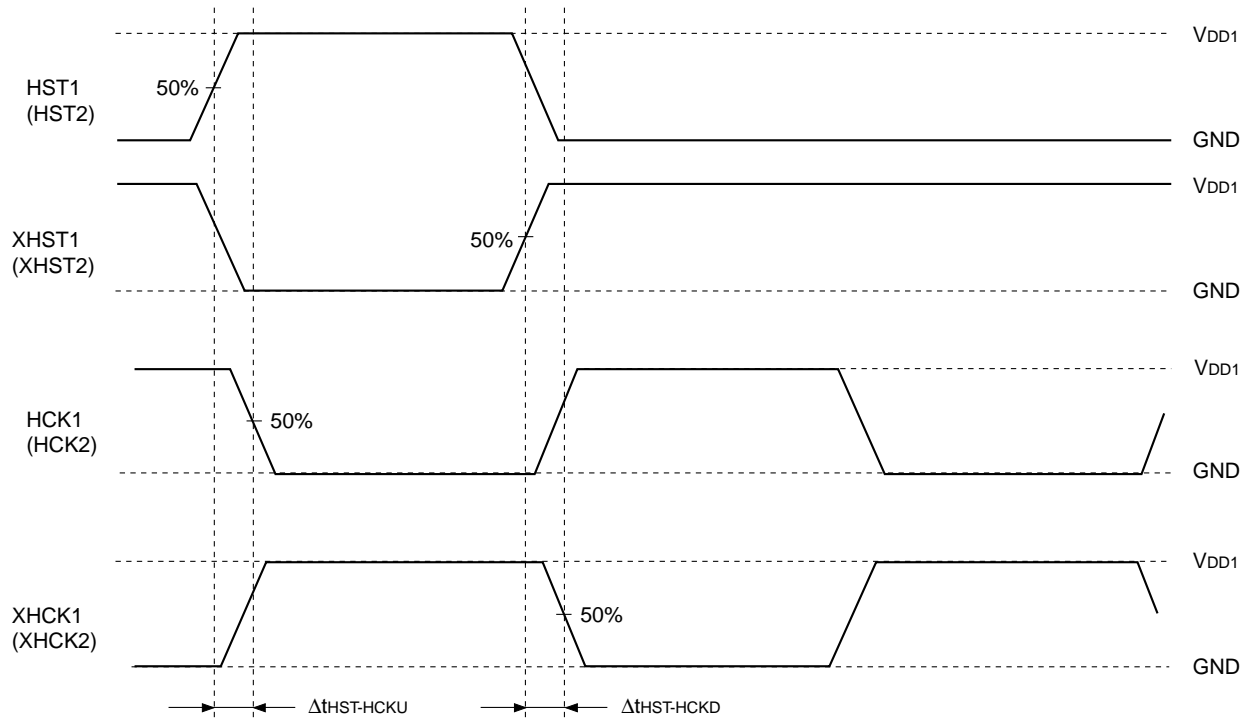 VDD1
HST1
(HST2)
50%
GND
VDD1
XHST1
(XHST2)
50%
GND
VDD1
HCK1
(HCK2)
50%
GND
VDD1
XHCK1
(XHCK2)
50%
GND
ΔtHST-HCKU
ΔtHST-HCKD